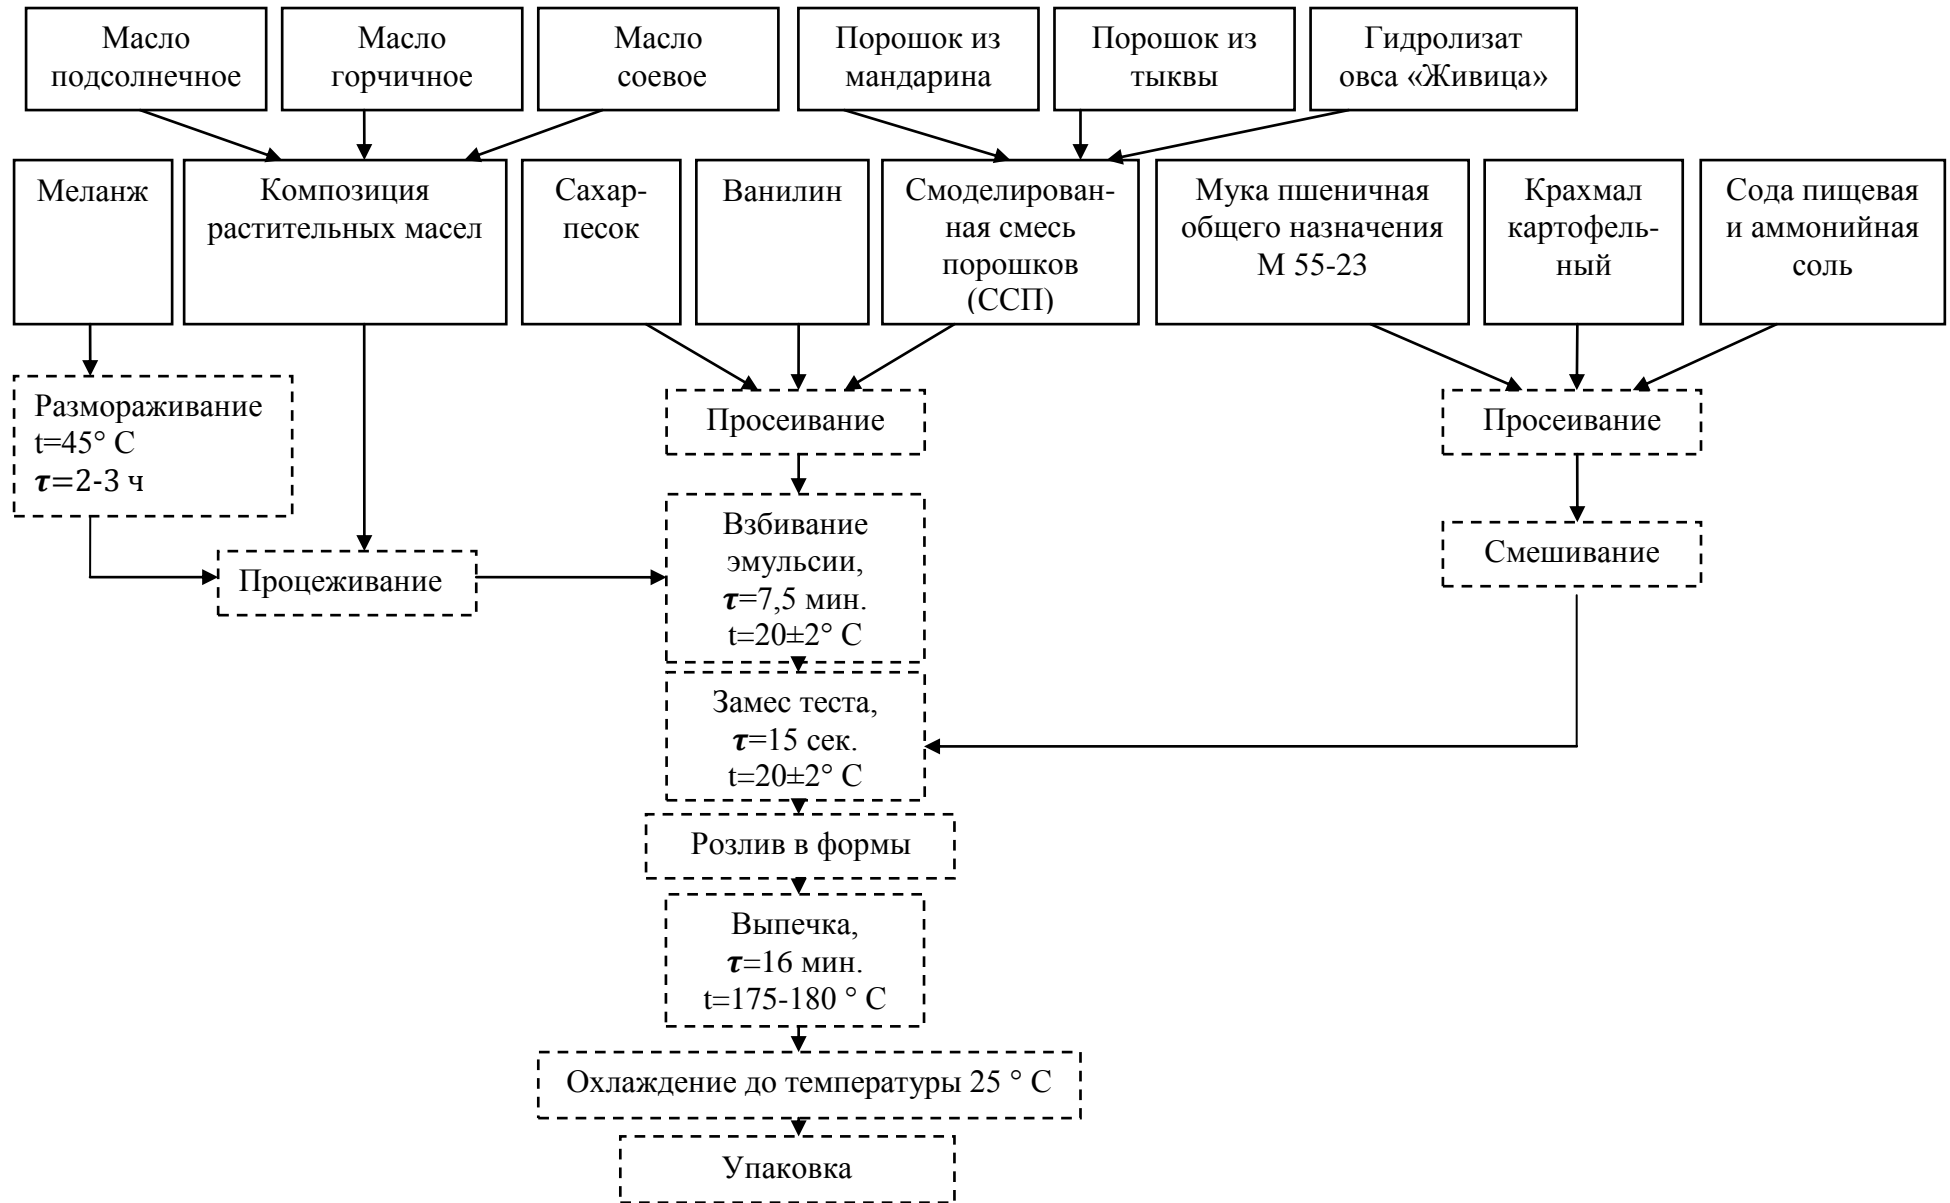 Масло
подсолнечное
Масло
горчичное
Масло
соевое
Порошок из
мандарина
Порошок из
тыквы
Гидролизат
овса «Живица»
Меланж
Композиция
растительных масел
Сахар-
песок
Ванилин
Смоделирован-
ная смесь
порошков
(ССП)
Мука пшеничная
общего назначения
М 55-23
Крахмал
картофель-
ный
Сода пищевая
и аммонийная
соль
Размораживание
t=45° С
τ=2-3 ч
Просеивание
Просеивание
Процеживание
Взбивание
эмульсии,
τ=7,5 мин.
t=20±2° С
Смешивание
Замес теста,
τ=15 сек.
t=20±2° С
Розлив в формы
Выпечка,
τ=16 мин.
t=175-180 ° С
Охлаждение до температуры 25 ° С
Упаковка